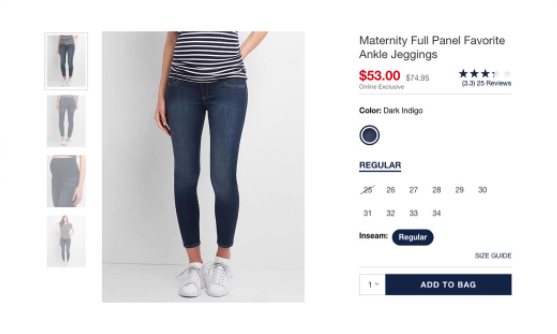 Maternity Full Panel Favorite
Ankle Jeggings
$53.00 $74.95
Online Exclusive
(3.3) 25 Reviews
Color: Dark Indigo
REGULAR
25 26 27 28 29 30
31 32 33 34
Inseam: Regular
SIZE GUIDE
1 ADD TO BAG